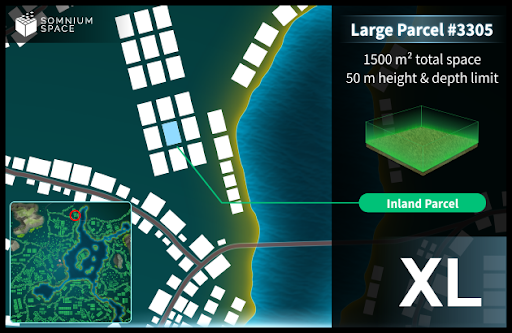 SOMNIUM
SPACE
Large Parcel #3305
1500 m² total space
50 m height & depth limit
Inland Parcel
XL